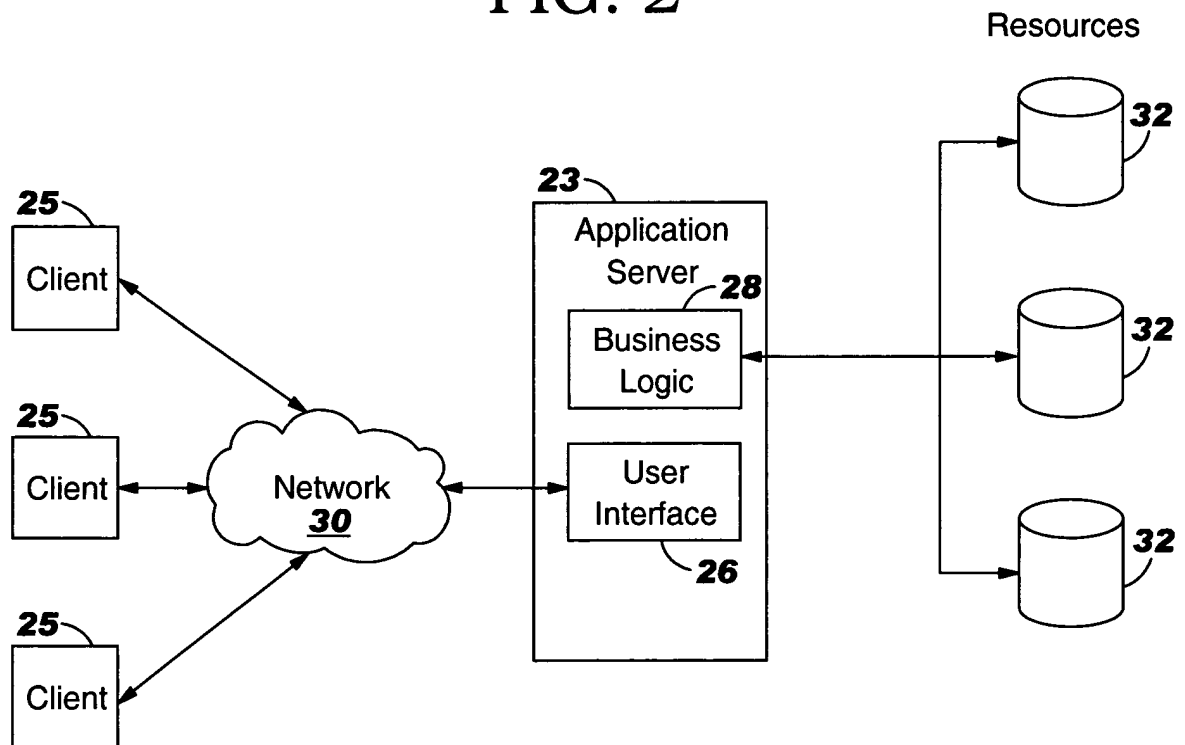 FIG. 2
Resources
32
23
25
Application
Server
Client
28
Business
Logic
32
25
User
Interface
Client
Network
30
26
32
25
Client